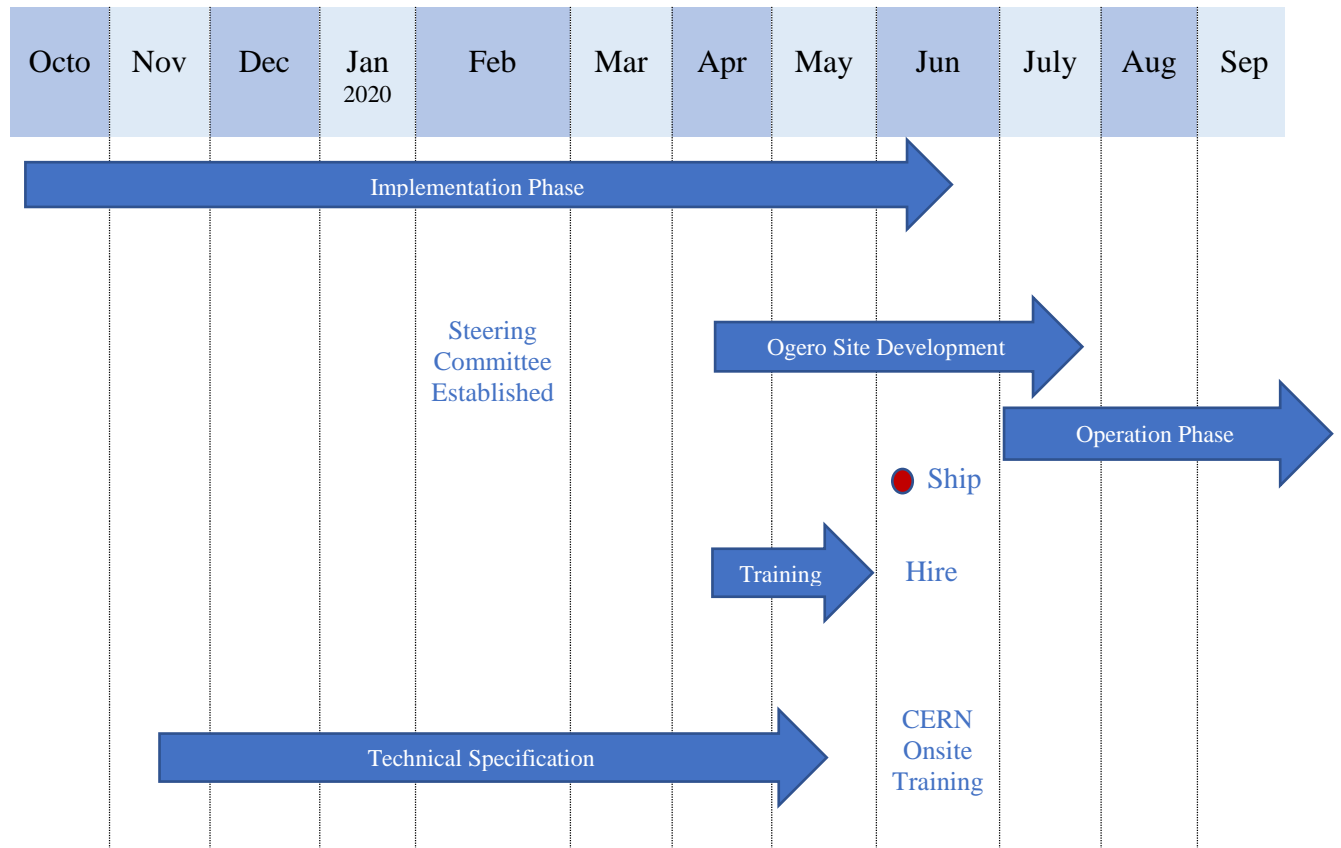 Octo Nov Dec Jan Feb Mar Apr May Jun July Aug Sep
2020
Implementation Phase
Steering
Committee
Established
Ogero Site Development
Operation Phase
Ship
Training
Hire
Technical Specification
CERN
Onsite
Training